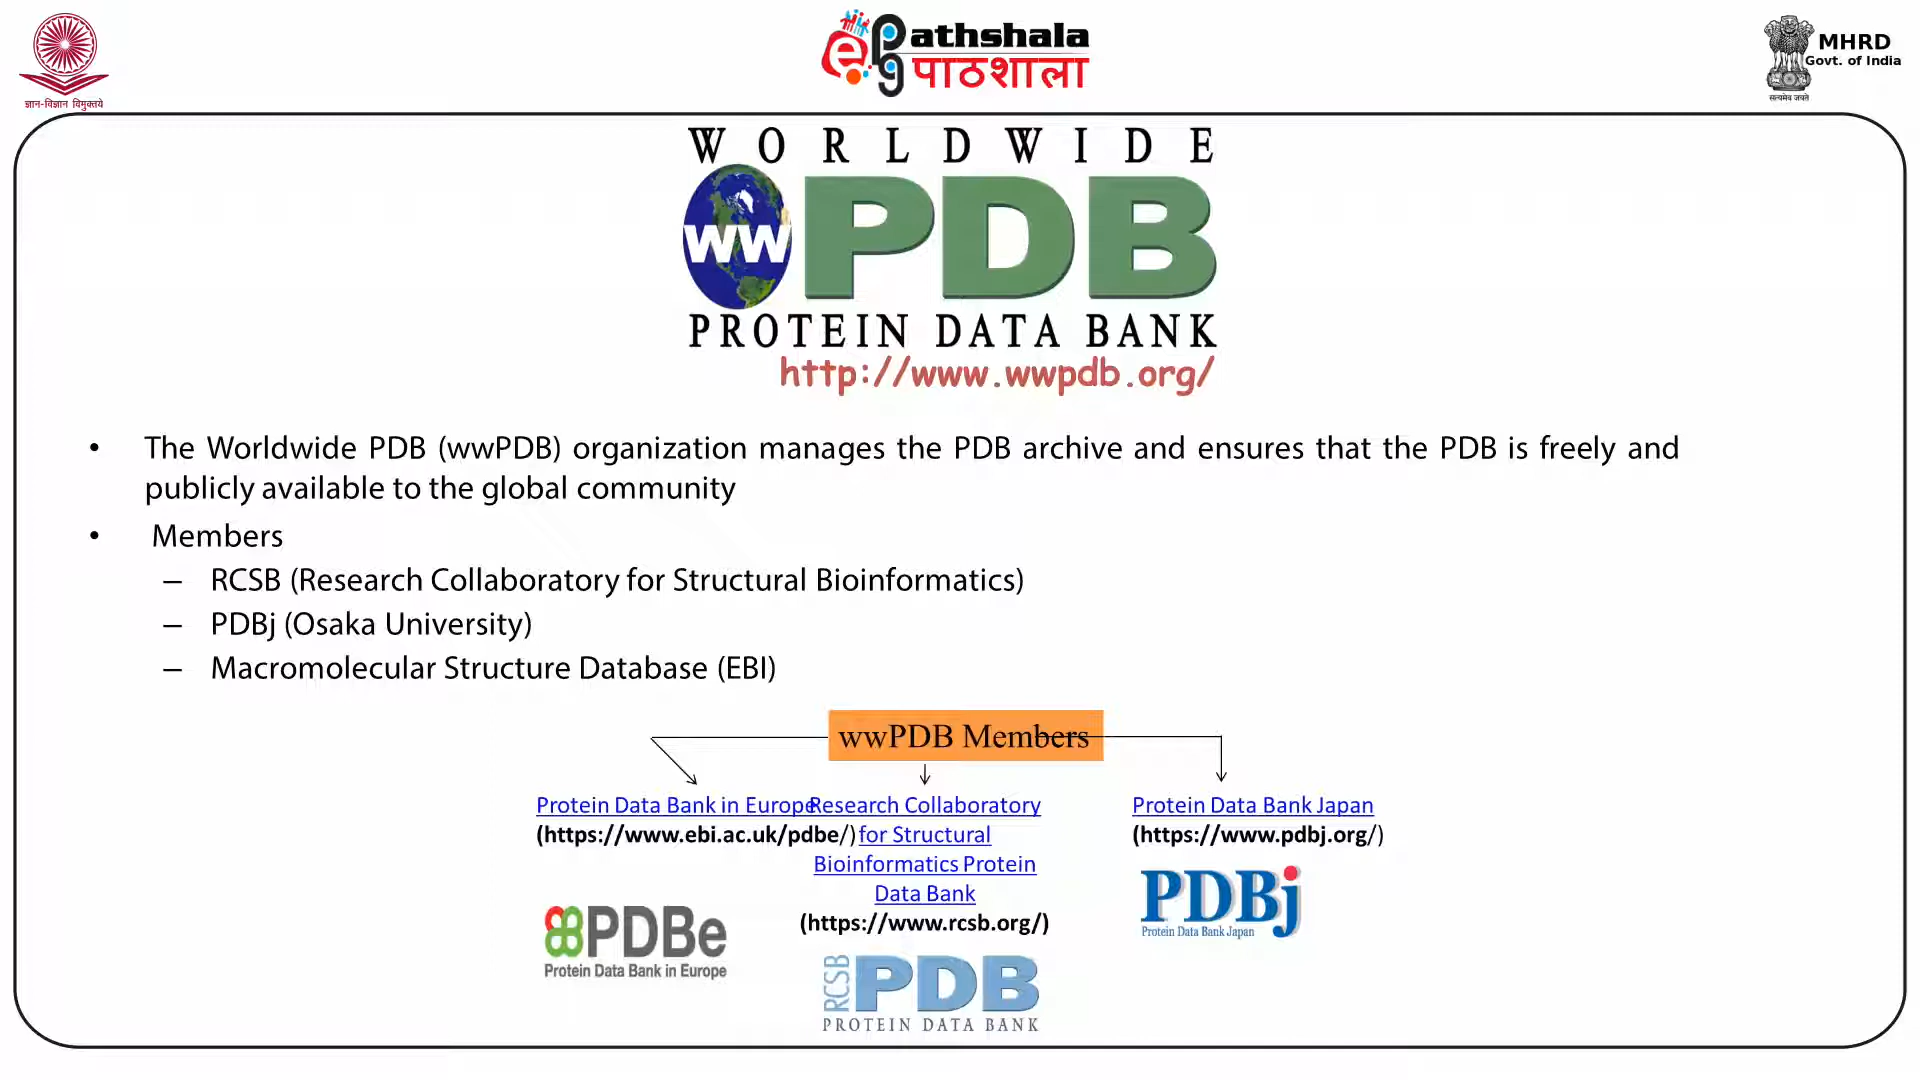 ज्ञान-विज्ञान विमुक्तये
ePathshala
पाठशाला
MHRD
Govt. of India
सत्यमेव जयते
WORLDWIDE
ww PDB
PROTEIN DATA BANK
http://www.wwpdb.org/
• The Worldwide PDB (wwPDB) organization manages the PDB archive and ensures that the PDB is freely and
publicly available to the global community
• Members
– RCSB (Research Collaboratory for Structural Bioinformatics)
– PDBj (Osaka University)
– Macromolecular Structure Database (EBI)
wwPDB Members
Protein Data Bank in Europe
(https://www.ebi.ac.uk/pdbe/)
PDBe
Protein Data Bank in Europe
Research Collaboratory
for Structural
Bioinformatics Protein
Data Bank
(https://www.rcsb.org/)
RCSB PDB
PROTEIN DATA BANK
Protein Data Bank Japan
(https://www.pdbj.org/)
PDBj
Protein Data Bank Japan